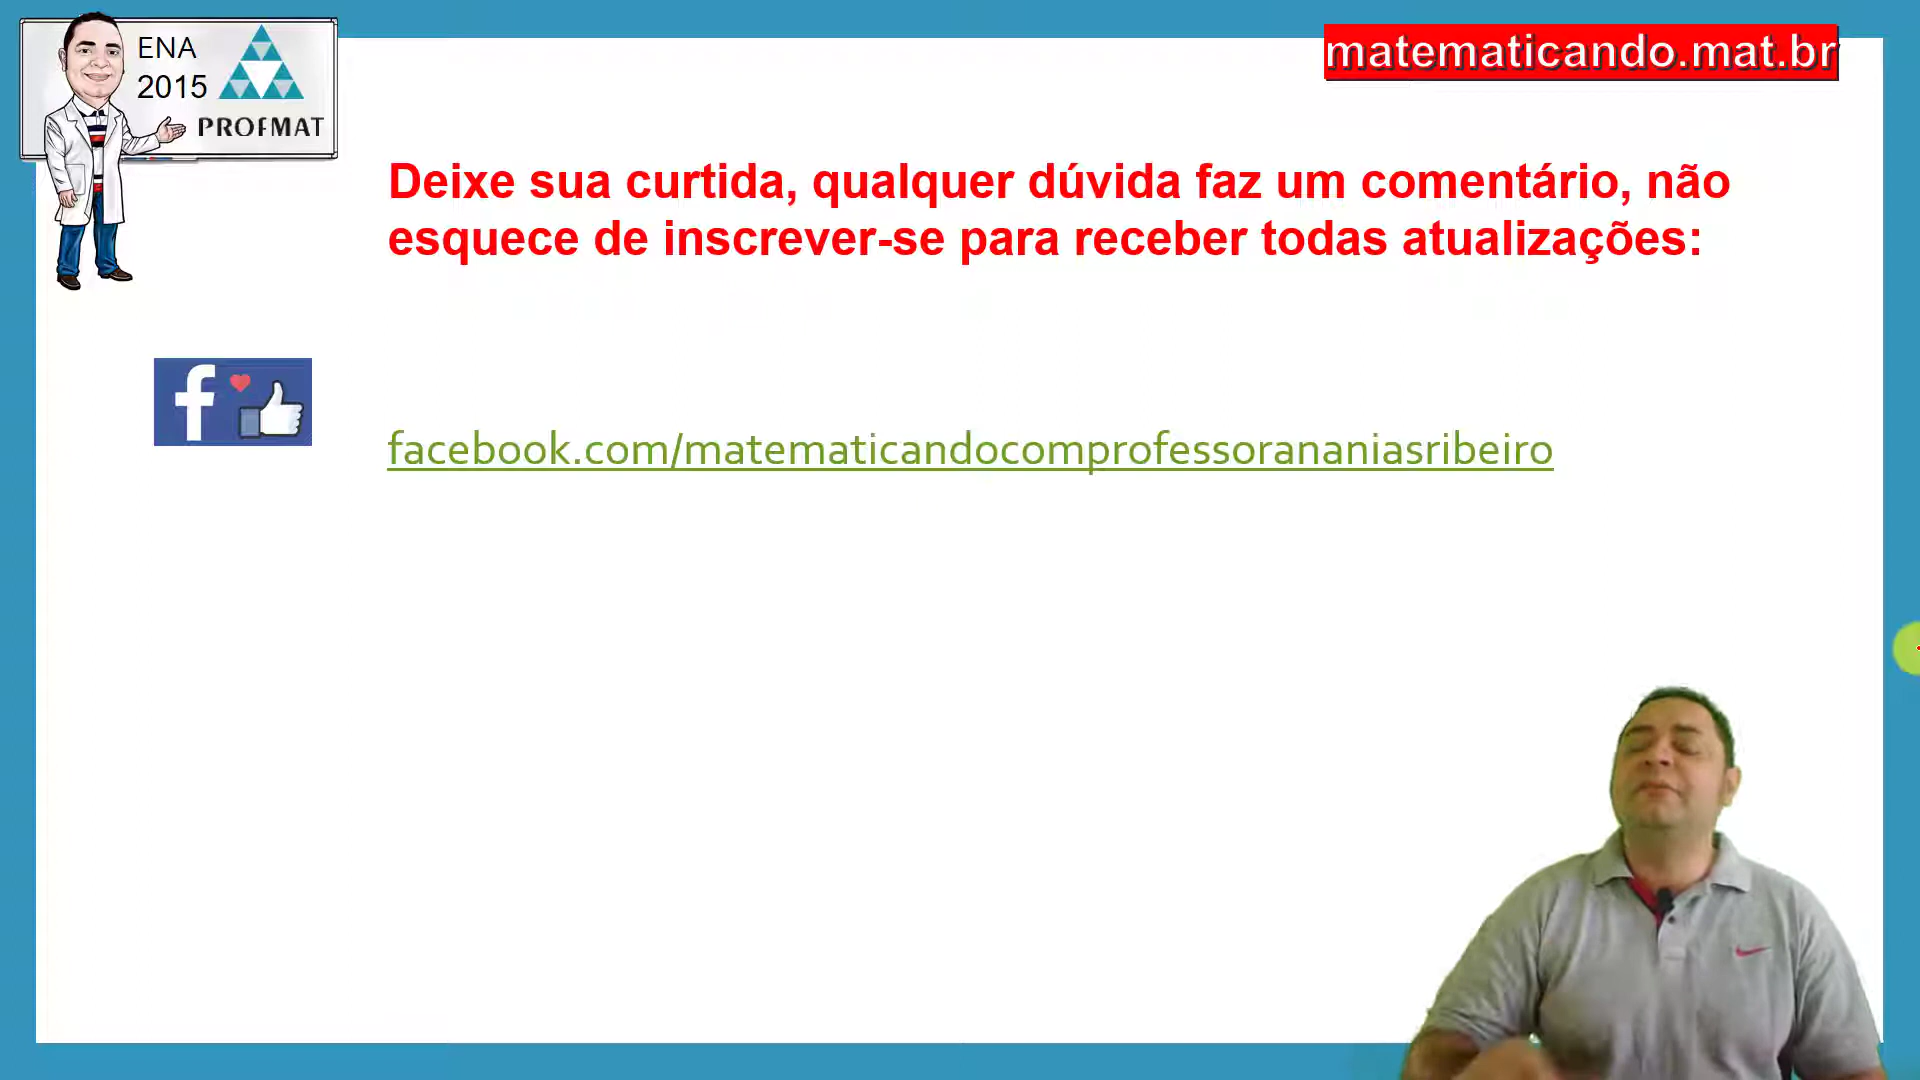 ENA
2015
PROFMAT
matematicando.mat.br
Deixe sua curtida, qualquer dúvida faz um comentário, não
esquece de inscrever-se para receber todas atualizações:
f
facebook.com/matematicandocomprofessorananiasribeiro